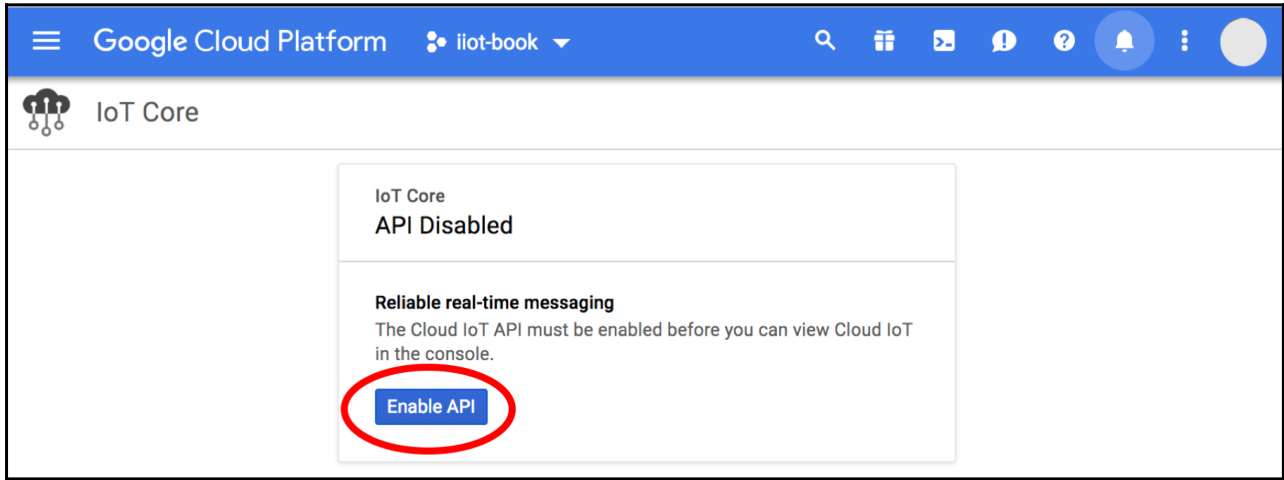 Google Cloud Platform iiot-book
IoT Core
IoT Core
API Disabled
Reliable real-time messaging
The Cloud IoT API must be enabled before you can view Cloud IoT
in the console.
Enable API